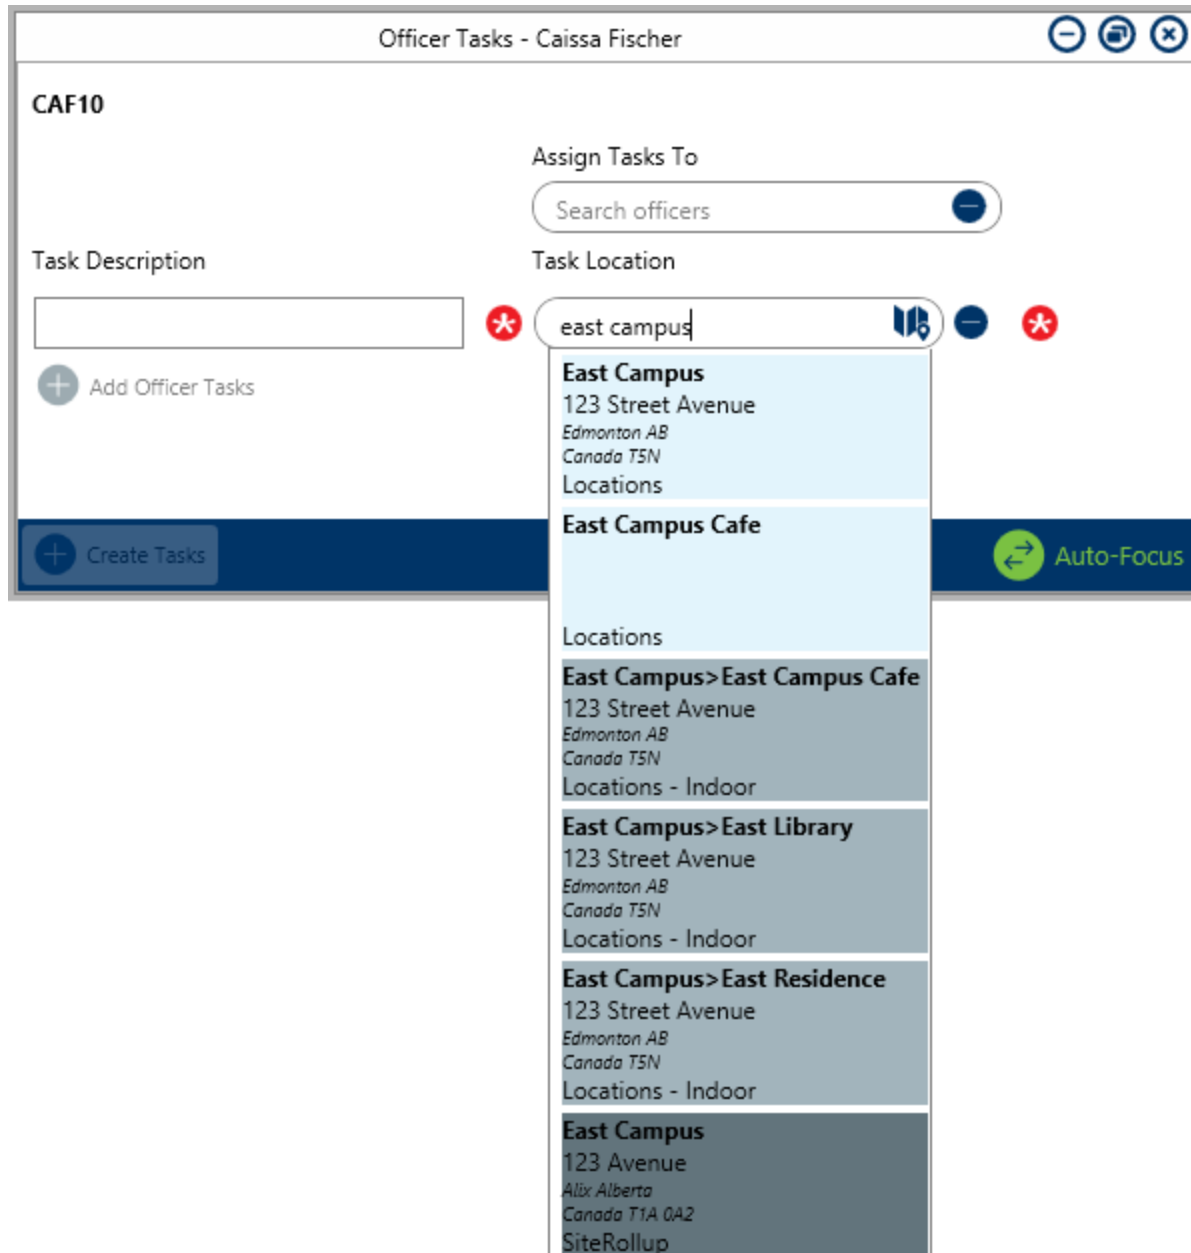 Officer Tasks - Caissa Fischer
CAF10
Assign Tasks To
Search officers
Task Description
Task Location
east campus
Add Officer Tasks
East Campus
123 Street Avenue
Edmonton AB
Canada T5N
Locations
East Campus Cafe
Locations
Create Tasks
Auto-Focus
East Campus>East Campus Cafe
123 Street Avenue
Edmonton AB
Canada T5N
Locations - Indoor
East Campus>East Library
123 Street Avenue
Edmonton AB
Canada T5N
Locations - Indoor
East Campus>East Residence
123 Street Avenue
Edmonton AB
Canada T5N
Locations - Indoor
East Campus
123 Avenue
Alix Alberta
Canada T1A 0A2
SiteRollup